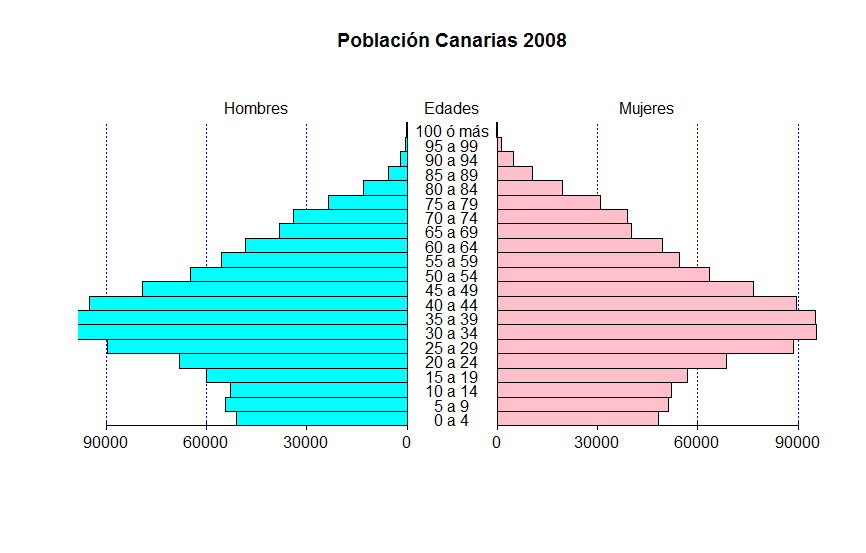 Población Canarias 2008
Hombres Edades Mujeres
100 ó más
95 a 99
90 a 94
85 a 89
80 a 84
75 a 79
70 a 74
65 a 69
60 a 64
55 a 59
50 a 54
45 a 49
40 a 44
35 a 39
30 a 34
25 a 29
20 a 24
15 a 19
10 a 14
5 a 9
0 a 4
90000 60000 30000 0 0 30000 60000 90000